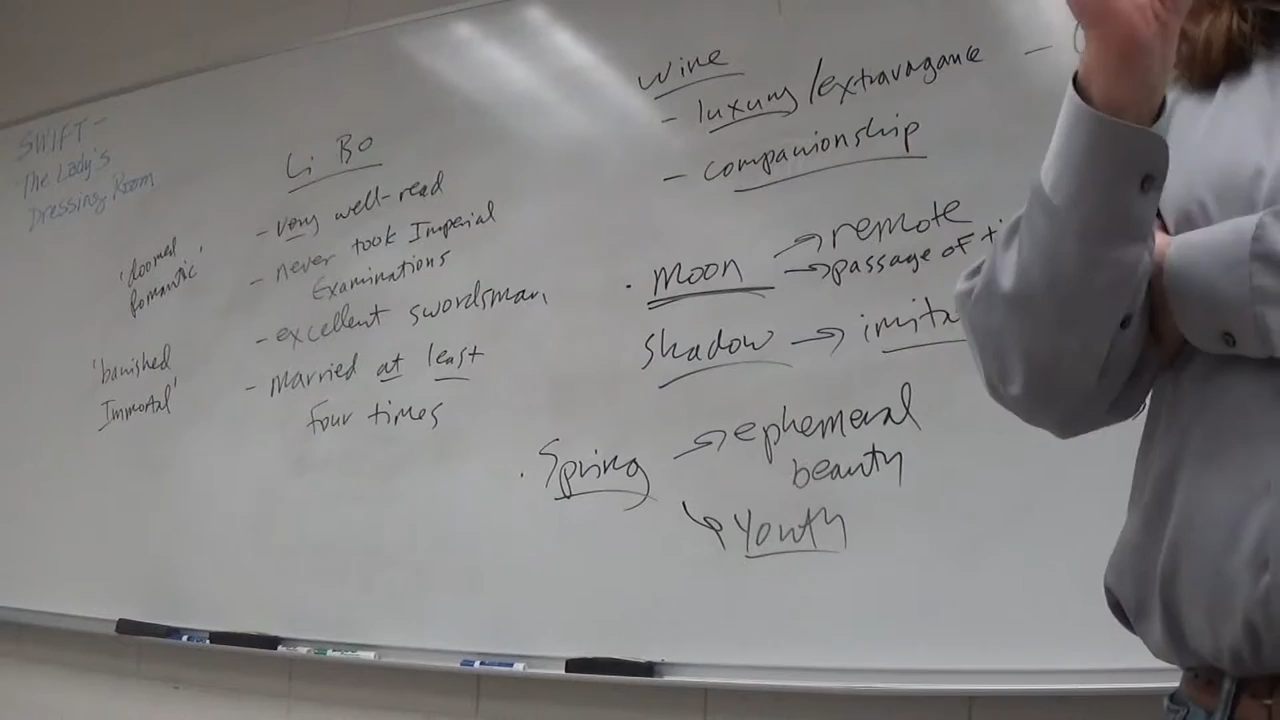 SWIFT -
The Lady's
Dressing Room
'doomed
Romantic'
'banished
Immortal'
Li Bo
- very well-read
- never took Imperial
Examinations
- excellent swordsman
- married at least
four times
Wine
- luxury/extravagance -
- companionship
· moon → remote
→ passage of
shadow →
· Spring → ephemeral
beauty
↳ Youth